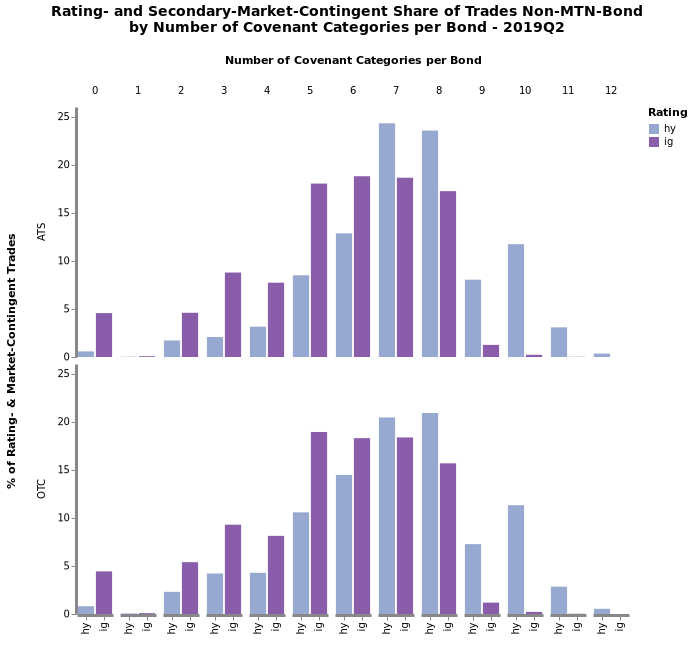 Rating- and Secondary-Market-Contingent Share of Trades Non-MTN-Bond
by Number of Covenant Categories per Bond - 2019Q2
Number of Covenant Categories per Bond
0 1 2 3 4 5 6 7 8 9 10 11 12
Rating
hy
ig
% of Rating- & Market-Contingent Trades
ATS
25
20
15
10
5
0
OTC
25
20
15
10
5
0
hy ig hy ig hy ig hy ig hy ig hy ig hy ig hy ig hy ig hy ig hy ig hy ig hy ig